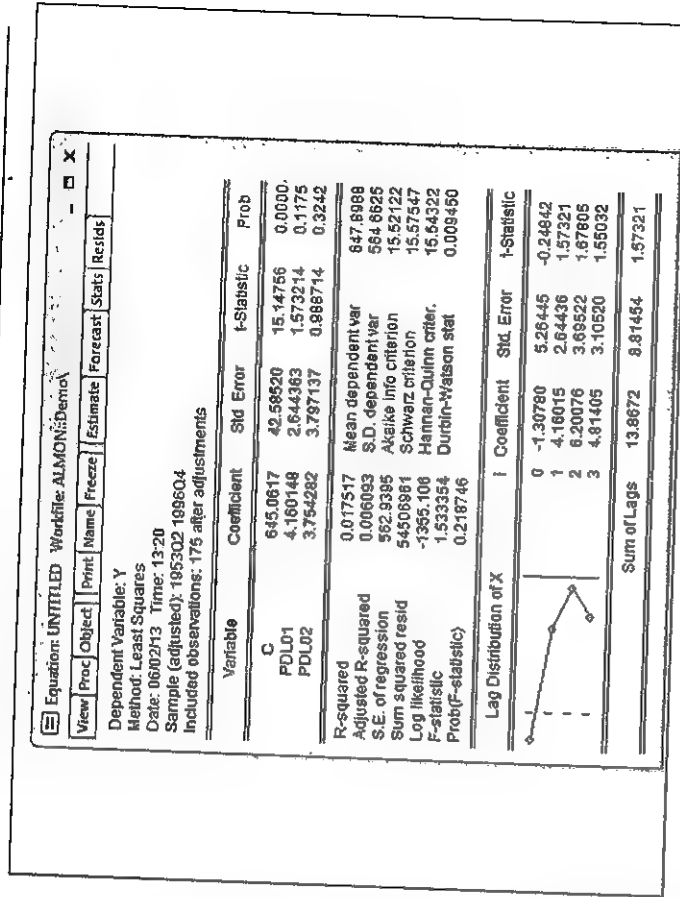 Equation: UNTITLED Workfile: ALMON::Demo\
View Proc Object Print Name Freeze Estimate Forecast Stats Resids
Dependent Variable: Y
Method: Least Squares
Date: 06/02/13 Time: 13:20
Sample (adjusted): 1953Q2 1996Q4
Included observations: 175 after adjustments
Variable Coefficient Std Error t-Statistic Prob
C 645.0617 42.58520 15.14756 0.0000.
PDL01 4.160148 2.644363 1.573214 0.1175
PDL02 3.754282 3.797137 0.988714 0.3242
R-squared 0.017517 Mean dependent var 647.8988
Adjusted R-squared 0.006093 S.D. dependent var 564.6625
S.E. of regression 562.9395 Akaike info criterion 15.52122
Sum squared resid 54506981 Schwarz criterion 15.57547
Log likelihood -1355.106 Hannan-Quinn criter. 15.54322
F-statistic 1.533354 Durbin-Watson stat 0.009450
Prob(F-statistic) 0.218746
Lag Distribution of X i Coefficient Std. Error t-Statistic
0 -1.30780 5.26445 -0.24842
1 4.16015 2.64436 1.57321
2 6.20076 3.69522 1.67805
3 4.81405 3.10520 1.55032
Sum of Lags 13.8672 8.81454 1.57321